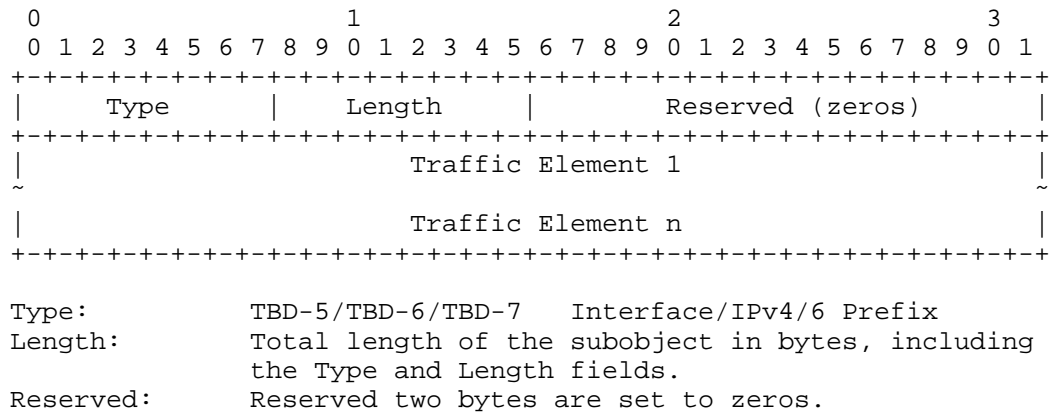 0                   1                   2                   3
 0 1 2 3 4 5 6 7 8 9 0 1 2 3 4 5 6 7 8 9 0 1 2 3 4 5 6 7 8 9 0 1
+-+-+-+-+-+-+-+-+-+-+-+-+-+-+-+-+-+-+-+-+-+-+-+-+-+-+-+-+-+-+-+-+
|     Type      |    Length     |        Reserved (zeros)       |
+-+-+-+-+-+-+-+-+-+-+-+-+-+-+-+-+-+-+-+-+-+-+-+-+-+-+-+-+-+-+-+-+
|                        Traffic Element 1                      |
~                                                               ~
|                        Traffic Element n                      |
+-+-+-+-+-+-+-+-+-+-+-+-+-+-+-+-+-+-+-+-+-+-+-+-+-+-+-+-+-+-+-+-+
Type:          TBD-5/TBD-6/TBD-7   Interface/IPv4/6 Prefix
Length:        Total length of the subobject in bytes, including
               the Type and Length fields.
Reserved:      Reserved two bytes are set to zeros.